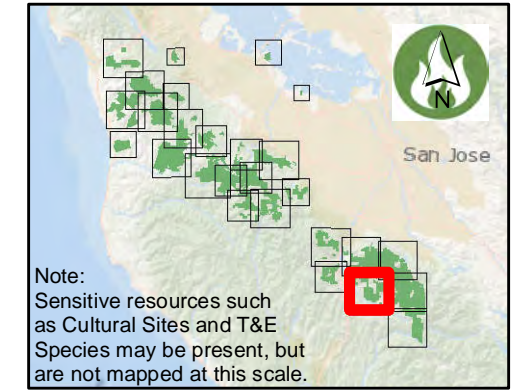 N
San Jose
Note:
Sensitive resources such
as Cultural Sites and T&E
Species may be present, but
are not mapped at this scale.